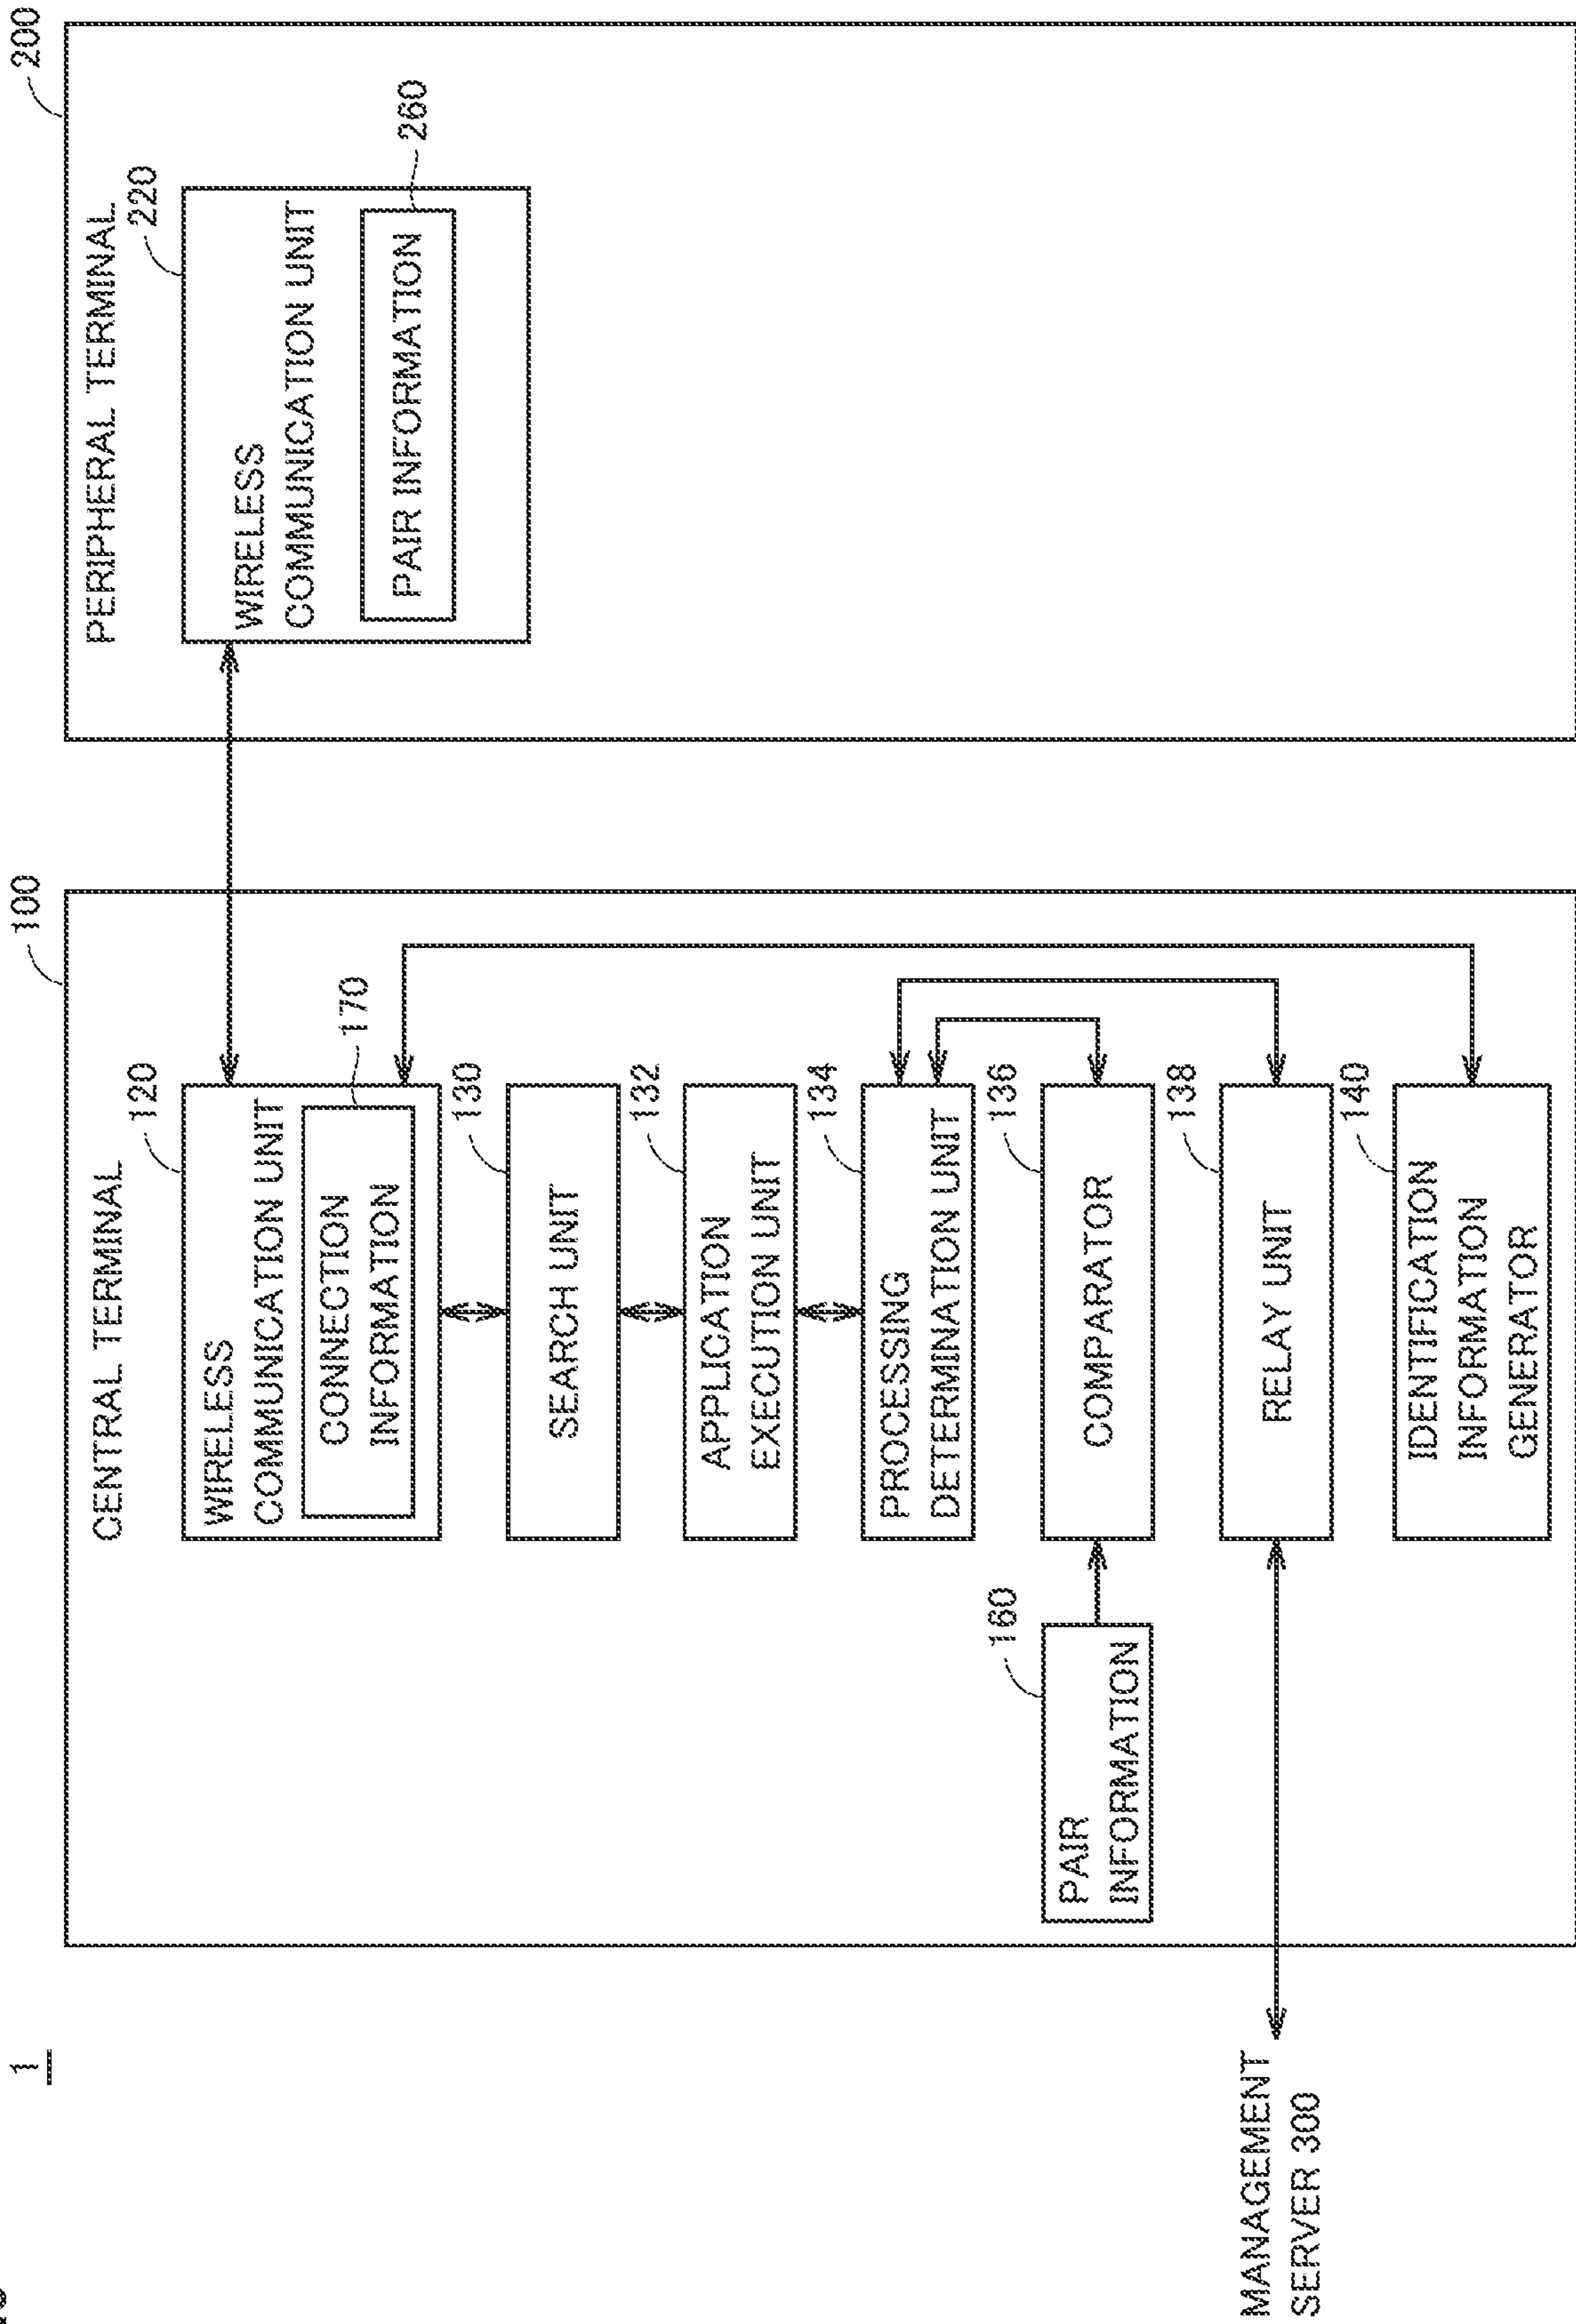 1
100
200
CENTRAL TERMINAL
120
WIRELESS
COMMUNICATION UNIT
170
CONNECTION
INFORMATION
130
SEARCH UNIT
132
APPLICATION
EXECUTION UNIT
134
PROCESSING
DETERMINATION UNIT
160
PAIR
INFORMATION
136
COMPARATOR
138
RELAY UNIT
140
IDENTIFICATION
INFORMATION
GENERATOR
MANAGEMENT
SERVER 300
PERIPHERAL TERMINAL
220
WIRELESS
COMMUNICATION UNIT
260
PAIR INFORMATION